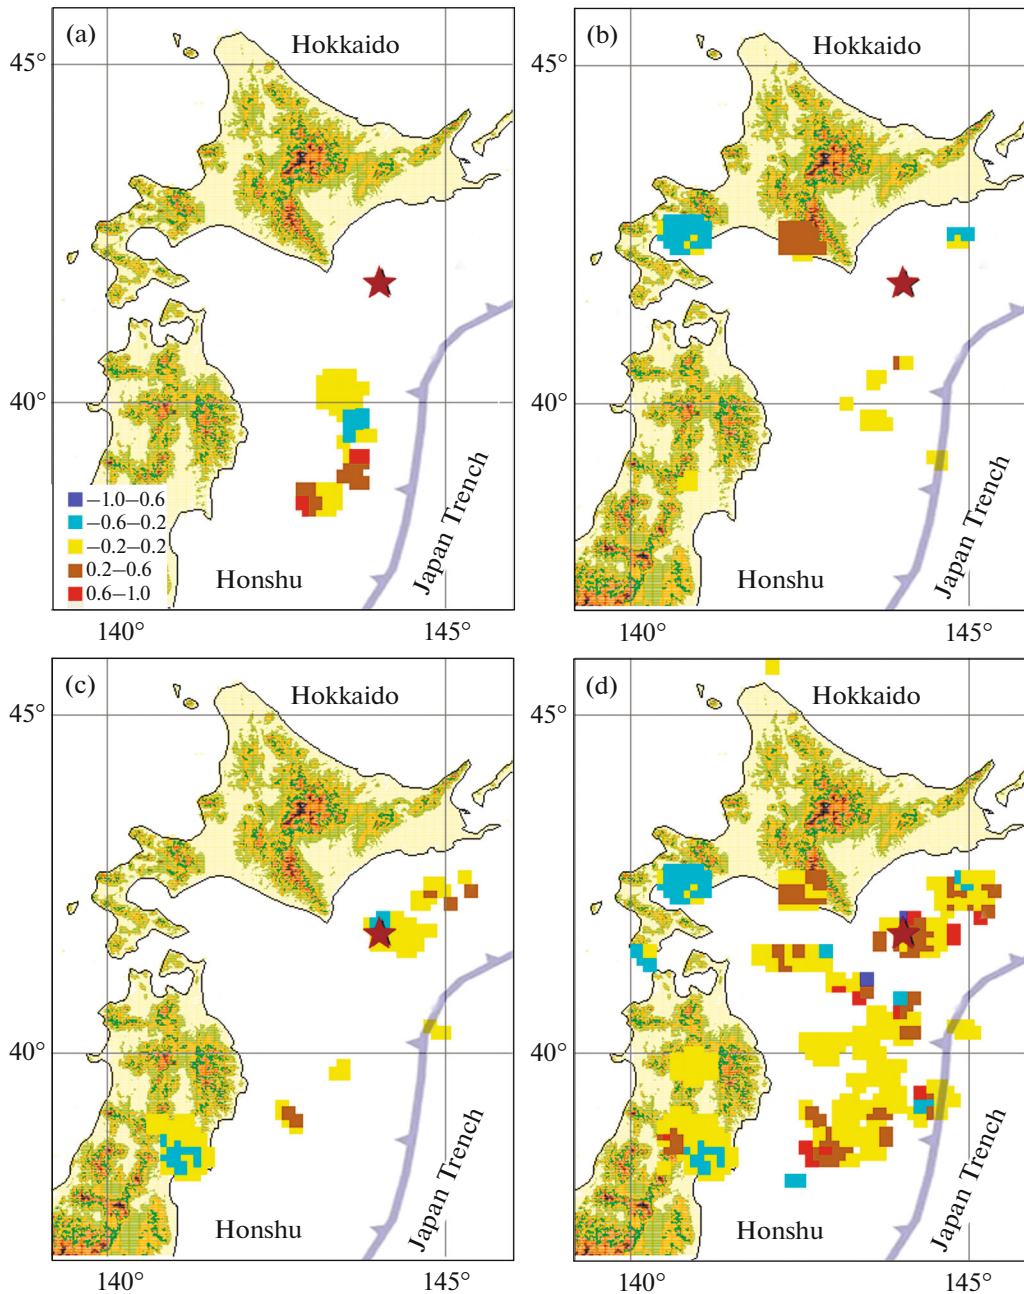 (a)
Hokkaido
45°
40°
−1.0–0.6
−0.6–0.2
−0.2–0.2
0.2–0.6
0.6–1.0
Honshu
Japan Trench
140°
145°
(b)
Hokkaido
45°
40°
Honshu
Japan Trench
140°
145°
(c)
Hokkaido
45°
40°
Honshu
Japan Trench
140°
145°
(d)
Hokkaido
45°
40°
Honshu
Japan Trench
140°
145°